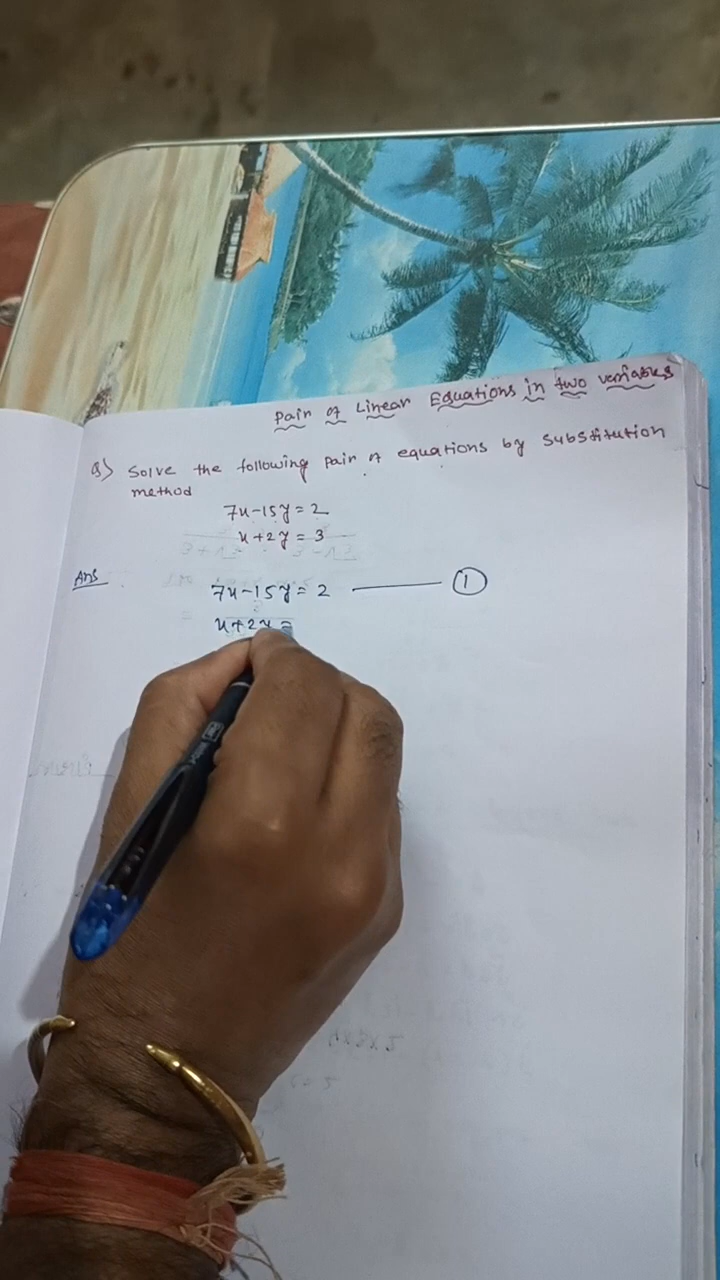 Pair of Linear Equations in two variables
Q) Solve the following pair of equations by substitution
method
7x-15y = 2
x+2y = 3
Ans
7x-15y = 2 ——— ①
x+2y =